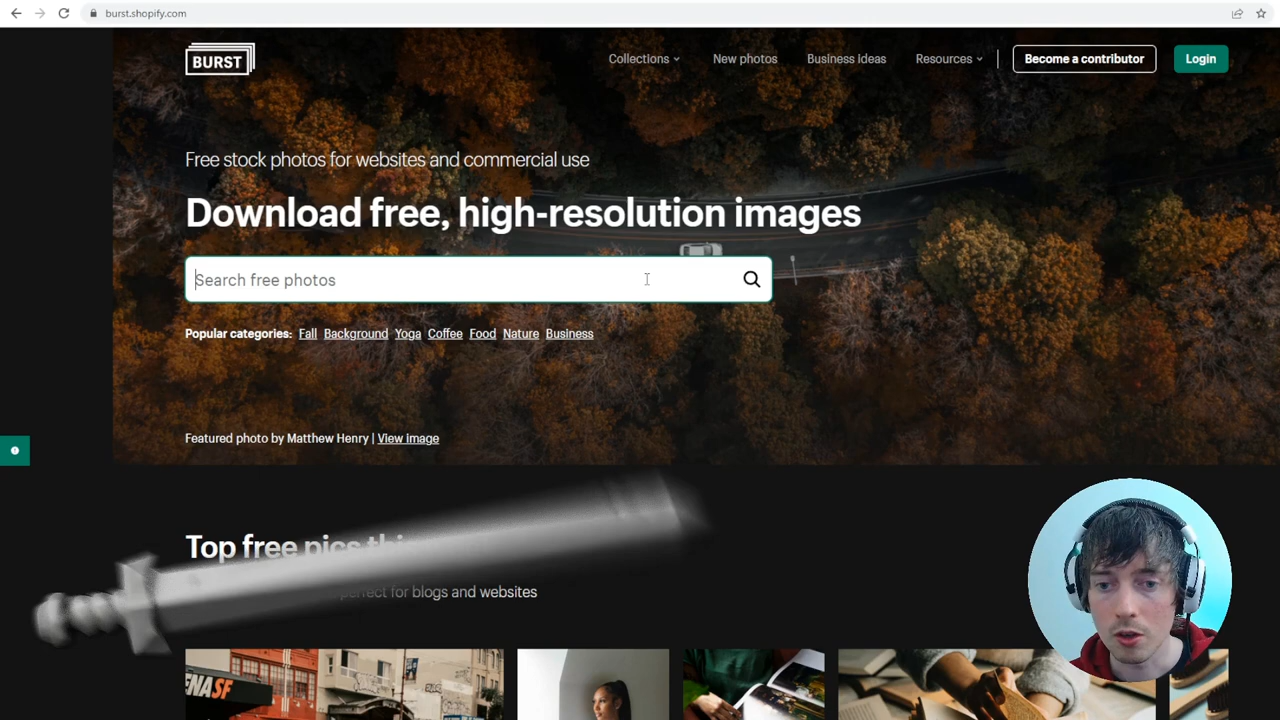 burst.shopify.com
BURST
Collections
New photos
Business ideas
Resources
Become a contributor
Login
Free stock photos for websites and commercial use
Download free, high-resolution images
Search free photos
Popular categories: Fall Background Yoga Coffee Food Nature Business
Featured photo by Matthew Henry | View image
Top free pics
for blogs and websites
ENASF